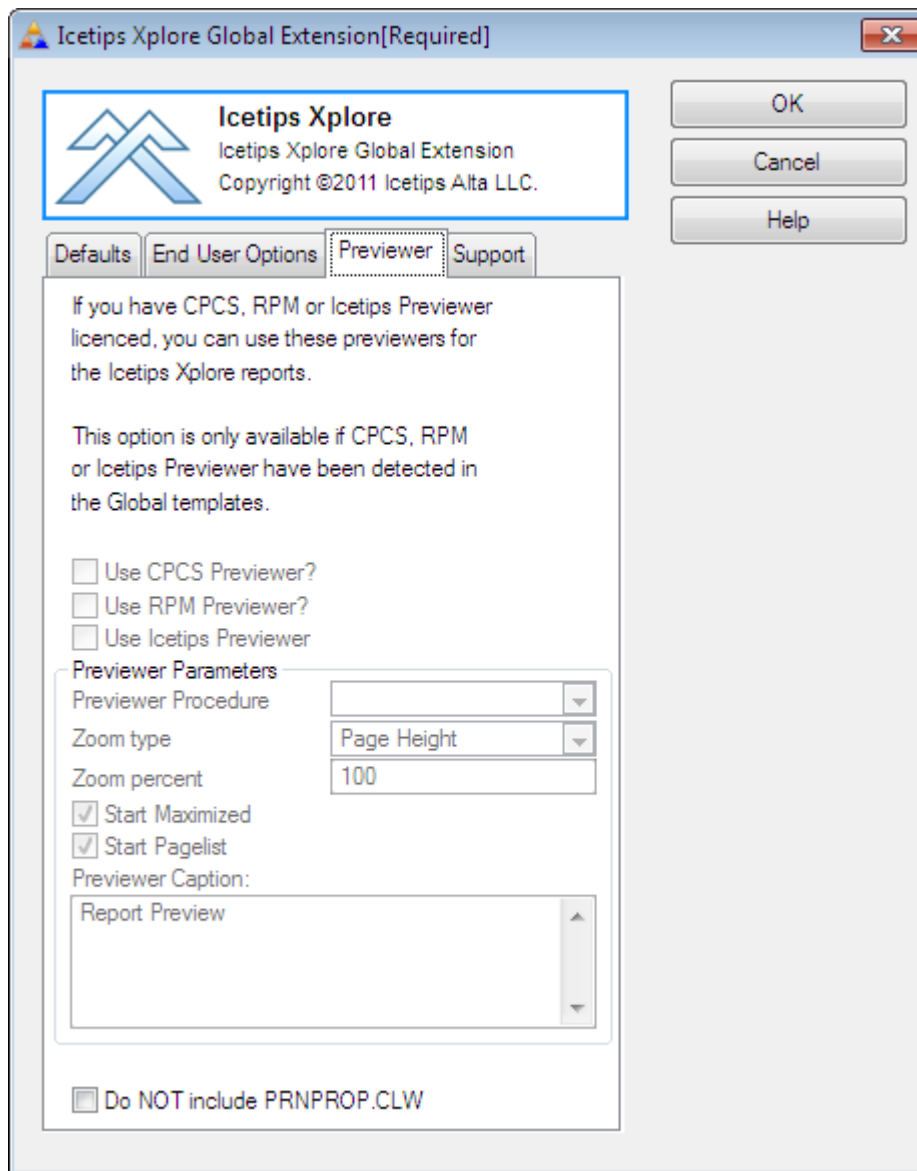 Icetips Xplore Global Extension[Required]
Icetips Xplore
Icetips Xplore Global Extension
Copyright ©2011 Icetips Alta LLC.
OK
Cancel
Help
Defaults
End User Options
Previewer
Support
If you have CPCS, RPM or Icetips Previewer
licenced, you can use these previewers for
the Icetips Xplore reports.
This option is only available if CPCS, RPM
or Icetips Previewer have been detected in
the Global templates.
Use CPCS Previewer?
Use RPM Previewer?
Use Icetips Previewer
Previewer Parameters
Previewer Procedure
Zoom type Page Height
Zoom percent 100
Start Maximized
Start Pagelist
Previewer Caption:
Report Preview
Do NOT include PRNPROP.CLW